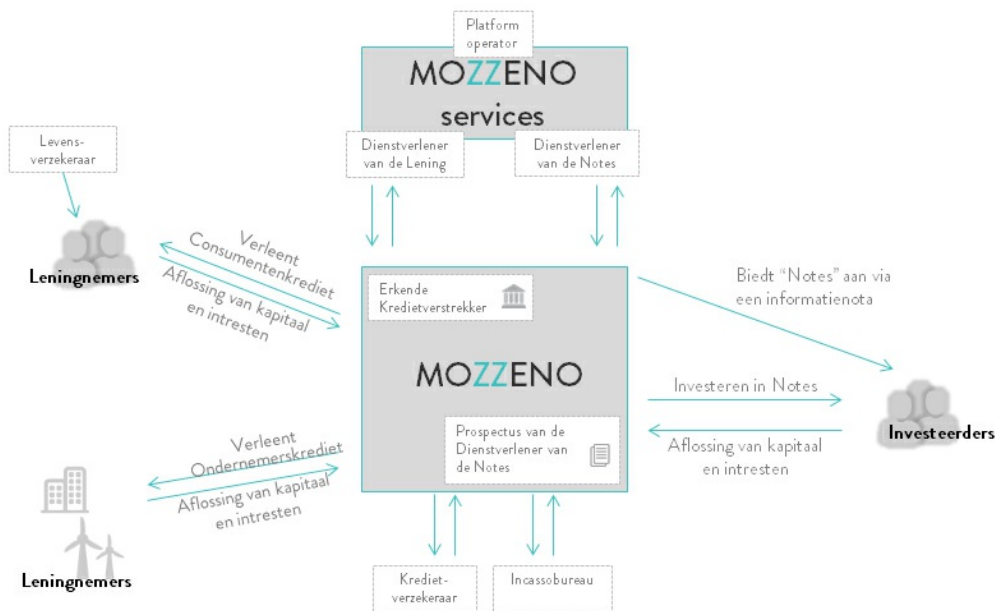 Platform
operator
MOZZENO
services
Dienstverlener
van de Lening
Dienstverlener
van de Notes
Levens-
verzekeraar
Leningnemers
Verleent
Consumentenkrediet
Aflossing van kapitaal
en intresten
Erkende
Kredietverstrekker
MOZZENO
Prospectus van de
Dienstverlener van
de Notes
Biedt “Notes” aan via
een informatienota
Investeren in Notes
Aflossing van kapitaal
en intresten
Investeerders
Verleent
Ondernemerskrediet
Aflossing van kapitaal
en intresten
Leningnemers
Krediet-
verzekeraar
Incassobureau